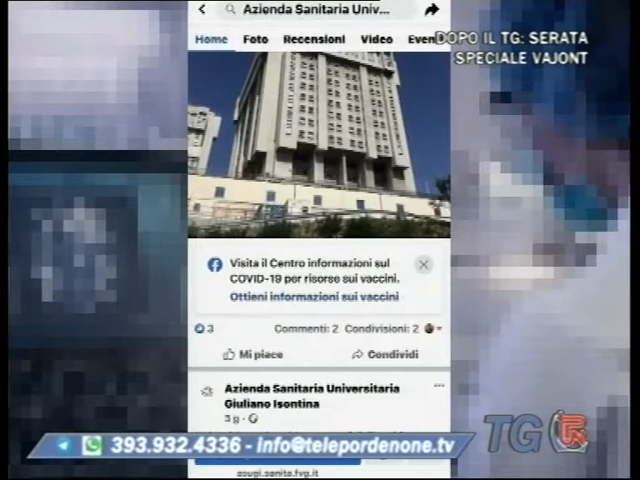 Azienda Sanitaria Univ...
Home Foto Recensioni Video Even
DOPO IL TG: SERATA
SPECIALE VAJONT
Visita il Centro informazioni sul
COVID-19 per risorse sui vaccini.
Ottieni informazioni sui vaccini
3 Commenti: 2 Condivisioni: 2
Mi piace Condividi
Azienda Sanitaria Universitaria
Giuliano Isontina
3 g
393.932.4336 - info@telepordenone.tv
TG
asugi.sanita.fvg.it